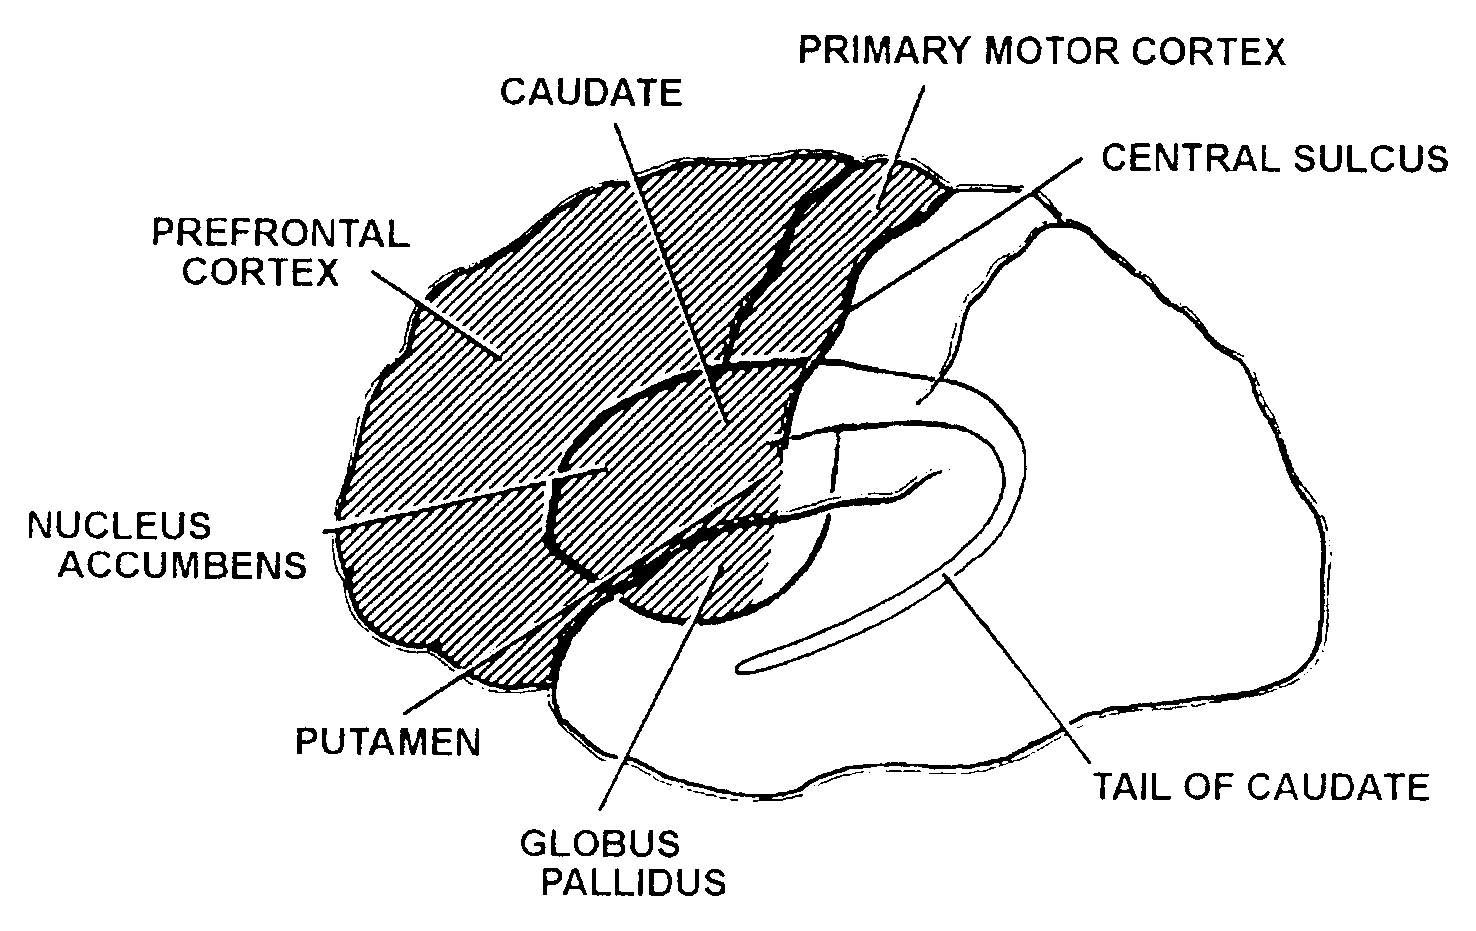 PRIMARY MOTOR CORTEX
CAUDATE
CENTRAL SULCUS
PREFRONTAL
CORTEX
NUCLEUS
ACCUMBENS
PUTAMEN
TAIL OF CAUDATE
GLOBUS
PALLIDUS